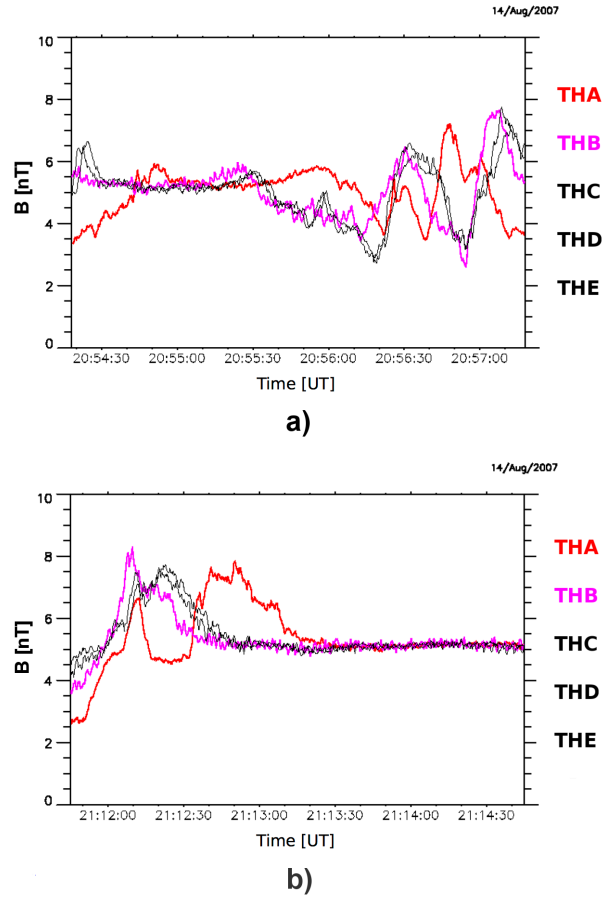 14/Aug/2007
10
8
6
4
2
0
B [nT]
20:54:30 20:55:00 20:55:30 20:56:00 20:56:30 20:57:00
Time [UT]
THA
THB
THC
THD
THE
a)
14/Aug/2007
10
8
6
4
2
0
B [nT]
21:12:00 21:12:30 21:13:00 21:13:30 21:14:00 21:14:30
Time [UT]
THA
THB
THC
THD
THE
b)